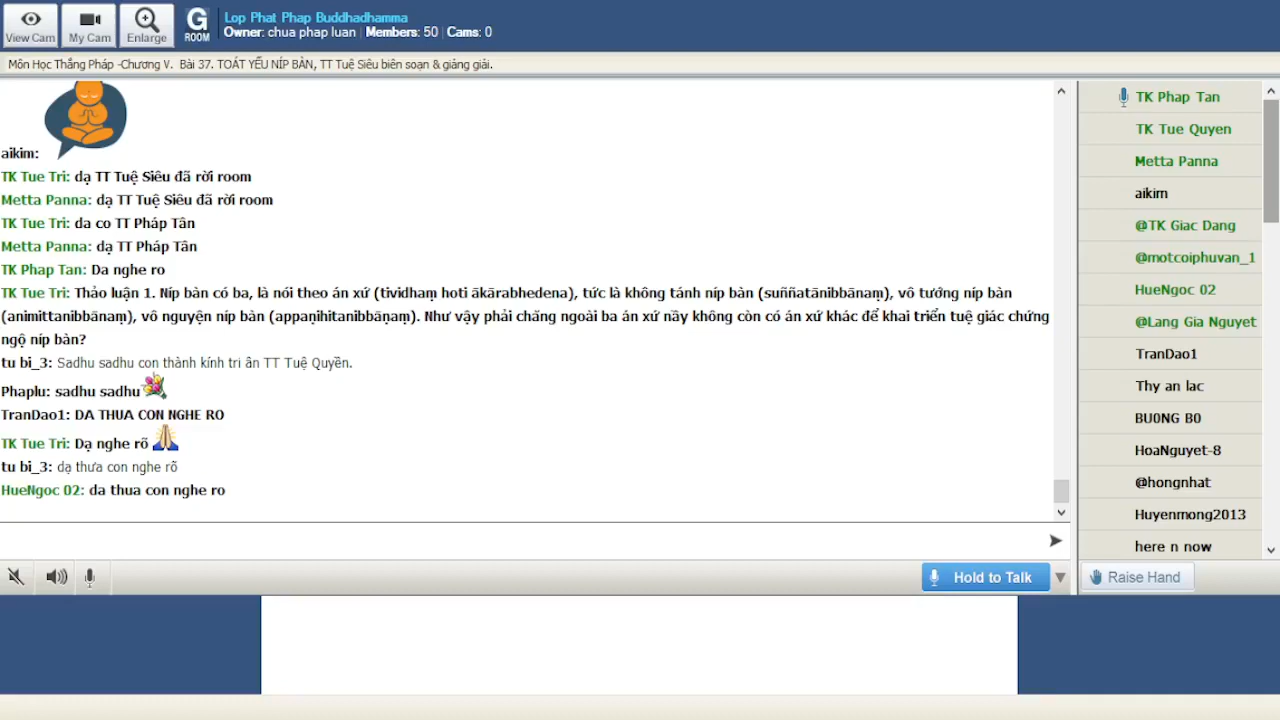 View Cam
My Cam
Enlarge
G
ROOM
Lop Phat Phap Buddhadhamma
Owner: chua phap luan Members: 50 Cams: 0
Môn Học Thắng Pháp -Chương V. Bài 37. TOÁT YẾU NÍP BÀN, TT Tuệ Siêu biên soạn & giảng giải.
aikim:
TK Tue Tri: dạ TT Tuệ Siêu đã rời room
Metta Panna: dạ TT Tuệ Siêu đã rời room
TK Tue Tri: da co TT Pháp Tân
Metta Panna: dạ TT Pháp Tân
TK Phap Tan: Da nghe ro
TK Tue Tri: Thảo luận 1. Níp bàn có ba, là nói theo án xứ (tividhaṃ hoti ākārabhedena), tức là không tánh níp bàn (suññatānibbānaṃ), vô tướng níp bàn
(animittanibbānaṃ), vô nguyện níp bàn (appaṇihitanibbāṇaṃ). Như vậy phải chăng ngoài ba án xứ nầy không còn có án xứ khác để khai triển tuệ giác chứng
ngộ níp bàn?
tu bi_3: Sadhu sadhu con thành kính tri ân TT Tuệ Quyền.
Phaplu: sadhu sadhu
TranDao1: DA THUA CON NGHE RO
TK Tue Tri: Dạ nghe rõ
tu bi_3: dạ thưa con nghe rõ
HueNgoc 02: da thua con nghe ro
Hold to Talk
TK Phap Tan
TK Tue Quyen
Metta Panna
aikim
@TK Giac Dang
@motcoiphuvan_1
HueNgoc 02
@Lang Gia Nguyet
TranDao1
Thy an lac
BU0NG B0
HoaNguyet-8
@hongnhat
Huyenmong2013
here n now
Raise Hand